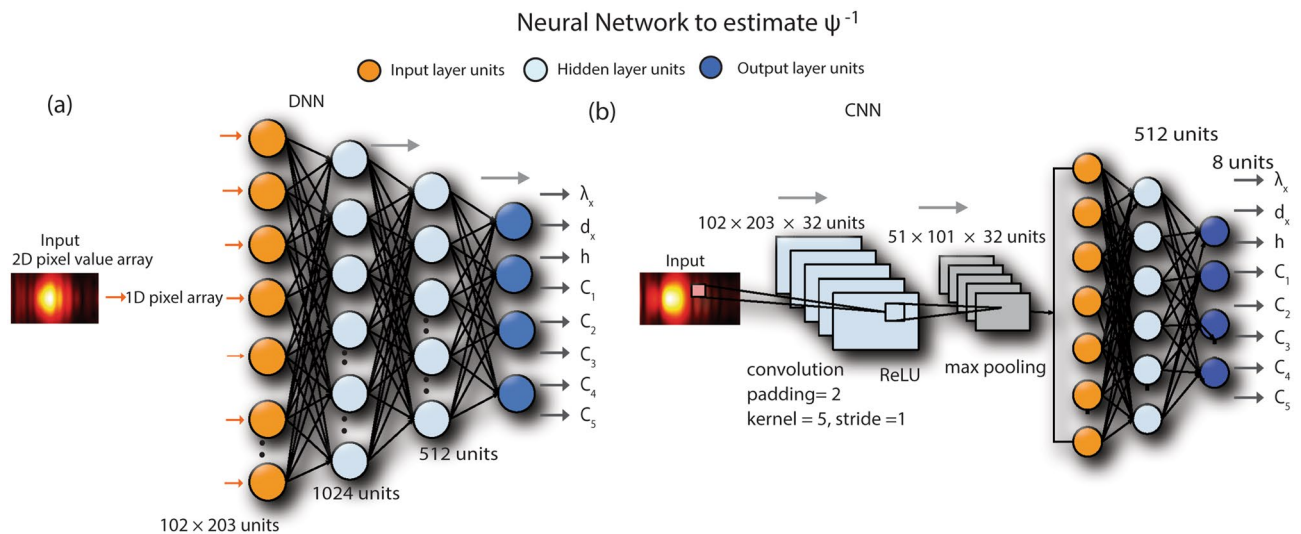 Neural Network to estimate ψ⁻¹
Input layer units
Hidden layer units
Output layer units
(a)
DNN
Input
2D pixel value array
1D pixel array
102 × 203 units
1024 units
512 units
λₓ
dₓ
h
C₁
C₂
C₃
C₄
C₅
(b)
CNN
Input
102 × 203 × 32 units
convolution
padding= 2
kernel = 5, stride =1
ReLU
51 × 101 × 32 units
max pooling
512 units
8 units
λₓ
dₓ
h
C₁
C₂
C₃
C₄
C₅